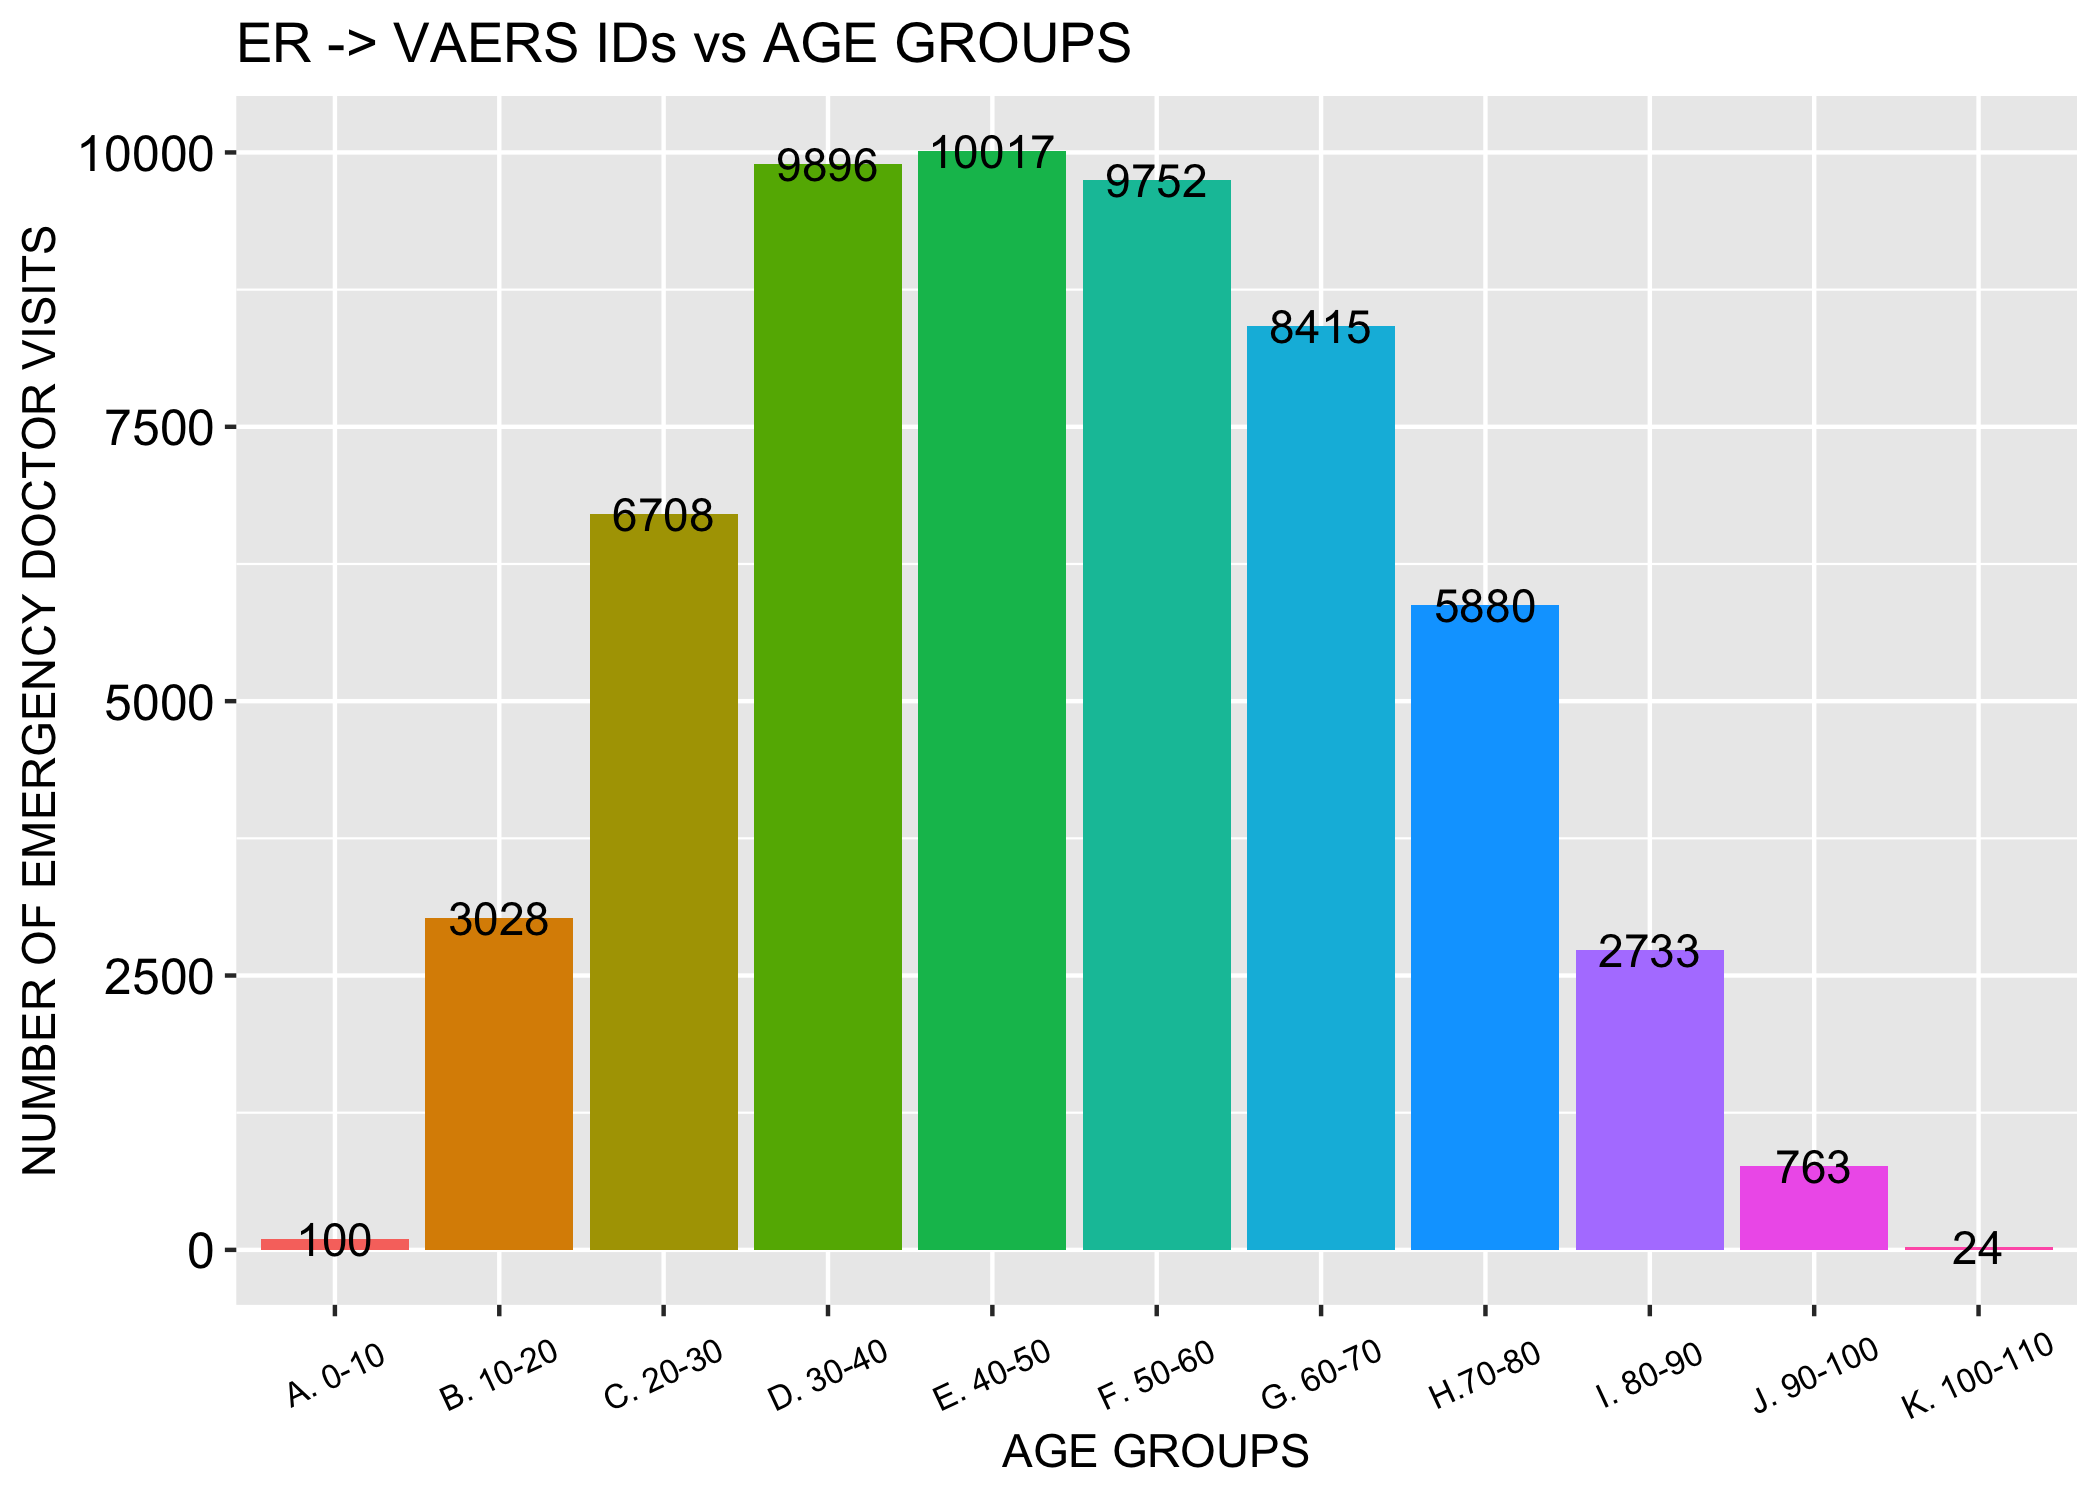 ER -> VAERS IDs vs AGE GROUPS
NUMBER OF EMERGENCY DOCTOR VISITS
10000
7500
5000
2500
0
100
3028
6708
9896
10017
9752
8415
5880
2733
763
24
A. 0-10
B. 10-20
C. 20-30
D. 30-40
E. 40-50
F. 50-60
G. 60-70
H.70-80
I. 80-90
J. 90-100
K. 100-110
AGE GROUPS